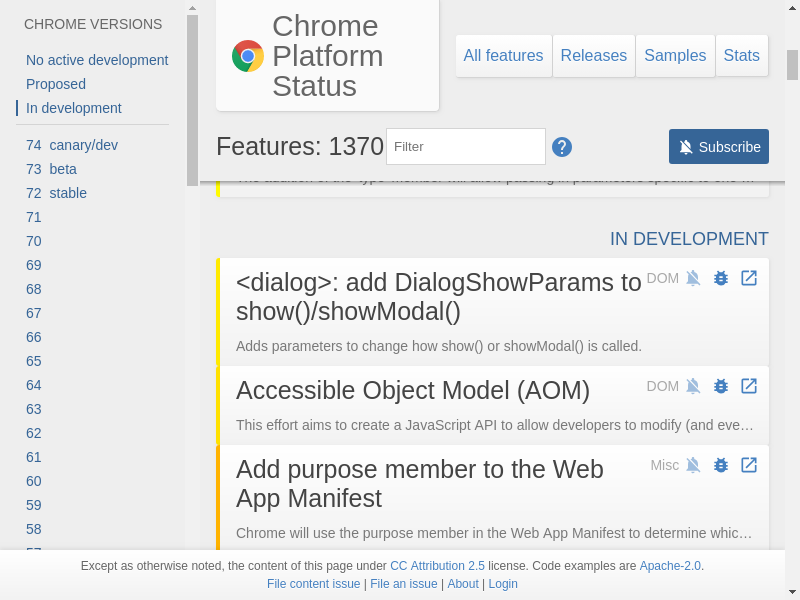 CHROME VERSIONS
No active development
Proposed
In development
74 canary/dev
73 beta
72 stable
71
70
69
68
67
66
65
64
63
62
61
60
59
58
Chrome
Platform
Status
All features
Releases
Samples
Stats
Features: 1370
Filter
?
Subscribe
IN DEVELOPMENT
<dialog>: add DialogShowParams to
show()/showModal()
DOM
Adds parameters to change how show() or showModal() is called.
Accessible Object Model (AOM)
DOM
This effort aims to create a JavaScript API to allow developers to modify (and eve…
Add purpose member to the Web
App Manifest
Misc
Chrome will use the purpose member in the Web App Manifest to determine whic…
Except as otherwise noted, the content of this page under CC Attribution 2.5 license. Code examples are Apache-2.0.
File content issue | File an issue | About | Login